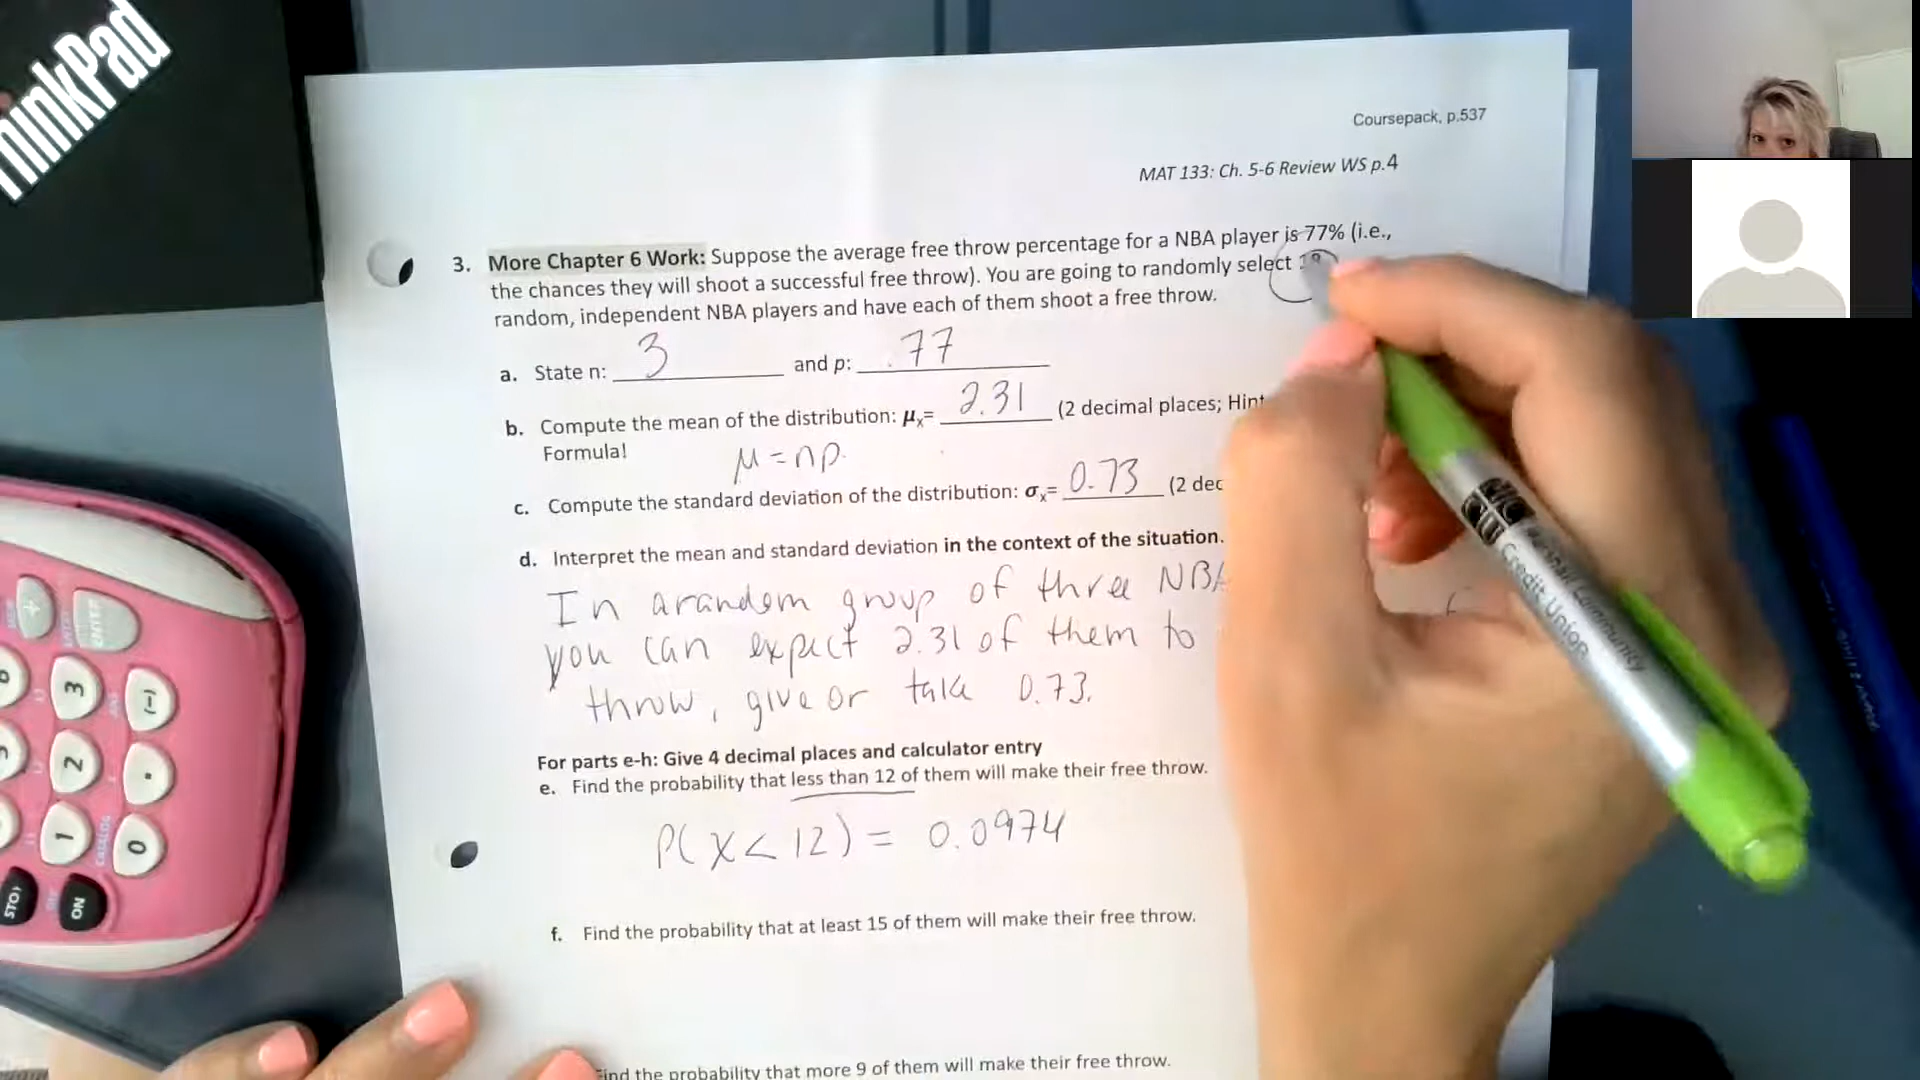 ThinkPad
Coursepack, p.537
MAT 133: Ch. 5-6 Review WS p.4
3. More Chapter 6 Work: Suppose the average free throw percentage for a NBA player is 77% (i.e.,
the chances they will shoot a successful free throw). You are going to randomly select
random, independent NBA players and have each of them shoot a free throw.
a. State n: 3 and p: .77
b. Compute the mean of the distribution: μx= 2.31 (2 decimal places; Hint
Formula!
μ = np.
c. Compute the standard deviation of the distribution: σx= 0.73 (2 dec
d. Interpret the mean and standard deviation in the context of the situation.
In a random group of three NBA
you can expect 2.31 of them to
throw, give or take 0.73.
For parts e-h: Give 4 decimal places and calculator entry
e. Find the probability that less than 12 of them will make their free throw.
P(X < 12) = 0.0974
f. Find the probability that at least 15 of them will make their free throw.
Find the probability that more 9 of them will make their free throw.
Credit Union
Community
ENTER
3
(-)
2
.
1
0
CATALOG
STO›
ON